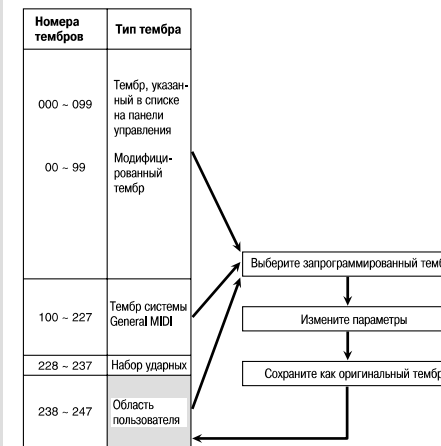 Номера
тембров
Тип тембра
000 ~ 099
Тембр, указан-
ный в списке
на панели
управления
00 ~ 99
Модифици-
рованный
тембр
100 ~ 227
Тембр системы
General MIDI
228 ~ 237
Набор ударных
238 ~ 247
Область
пользователя
Выберите запрограммированный темб
Измените параметры
Сохраните как оригинальный тембр